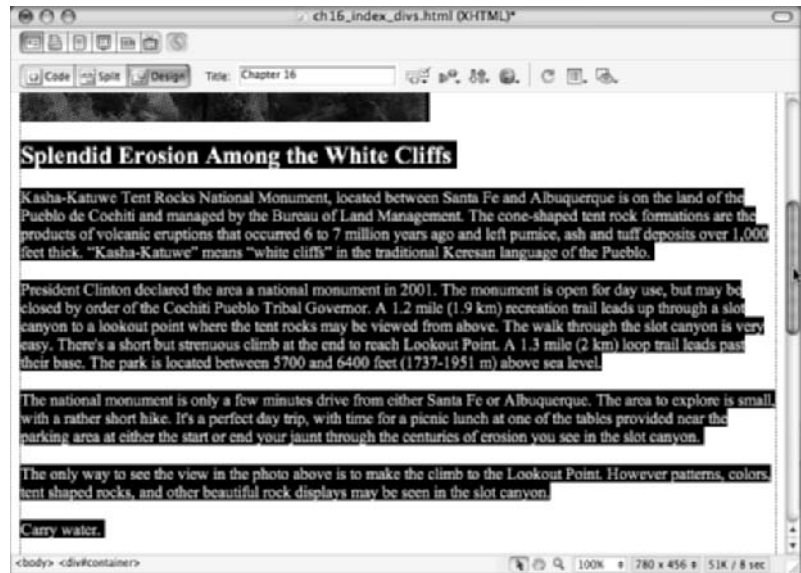 ch16_index_divs.html (XHTML)*
Code Split Design Title: Chapter 16
Splendid Erosion Among the White Cliffs
Kasha-Katuwe Tent Rocks National Monument, located between Santa Fe and Albuquerque is on the land of the
Pueblo de Cochiti and managed by the Bureau of Land Management. The cone-shaped tent rock formations are the
products of volcanic eruptions that occurred 6 to 7 million years ago and left pumice, ash and tuff deposits over 1,000
feet thick. “Kasha-Katuwe” means “white cliffs” in the traditional Keresan language of the Pueblo.
President Clinton declared the area a national monument in 2001. The monument is open for day use, but may be
closed by order of the Cochiti Pueblo Tribal Governor. A 1.2 mile (1.9 km) recreation trail leads up through a slot
canyon to a lookout point where the tent rocks may be viewed from above. The walk through the slot canyon is very
easy. There's a short but strenuous climb at the end to reach Lookout Point. A 1.3 mile (2 km) loop trail leads past
their base. The park is located between 5700 and 6400 feet (1737-1951 m) above sea level.
The national monument is only a few minutes drive from either Santa Fe or Albuquerque. The area to explore is small,
with a rather short hike. It's a perfect day trip, with time for a picnic lunch at one of the tables provided near the
parking area at either the start or end your jaunt through the centuries of erosion you see in the slot canyon.
The only way to see the view in the photo above is to make the climb to the Lookout Point. However patterns, colors,
tent shaped rocks, and other beautiful rock displays may be seen in the slot canyon.
Carry water.
<body> <div#container> 100% 780 x 456 51K / 8 sec